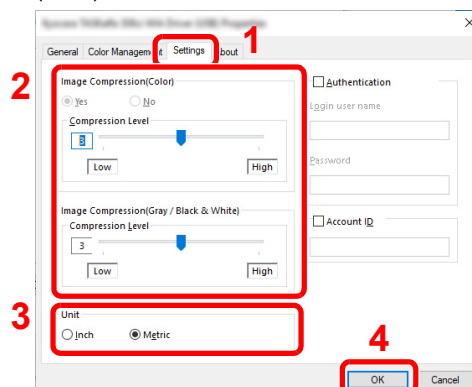 1
General Color Management Settings bout
2
Image Compression(Color)
Yes No
Compression Level
3
Low High
Image Compression(Gray / Black & White)
Compression Level
3
Low High
Authentication
Login user name
Password
Account ID
3
Unit
Inch Metric
4
OK Cancel